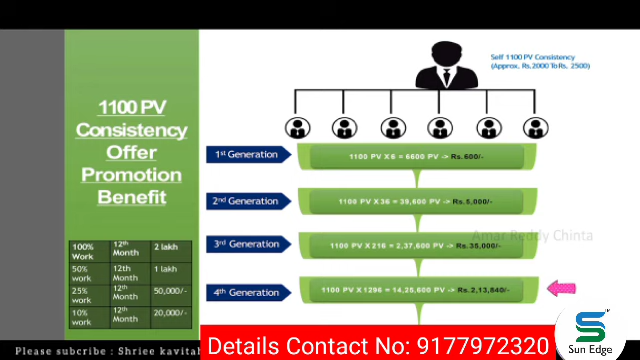 Self 1100 PV Consistency
(Approx. Rs,2000 To Rs, 2500)
1100 PV
Consistency
Offer
Promotion
Benefit
1st Generation
1100 PV X 6 = 6600 PV -> Rs.600/-
2nd Generation
1100 PV X 36 = 39,600 PV -> Rs.5,000/-
Amar Reddy Chinta
3rd Generation
1100 PV X 216 = 2,37,600 PV -> Rs.35,000/-
4th Generation
1100 PV X 1296 = 14,25,600 PV -> Rs.2,13,840/-
100% Work 12th Month 2 lakh
50% work 12th Month 1 lakh
25% work 12th Month 50,000/-
10% work 12th Month 20,000/-
Details Contact No: 9177972320
Sun Edge
Please subcribe : Shriee kavitah